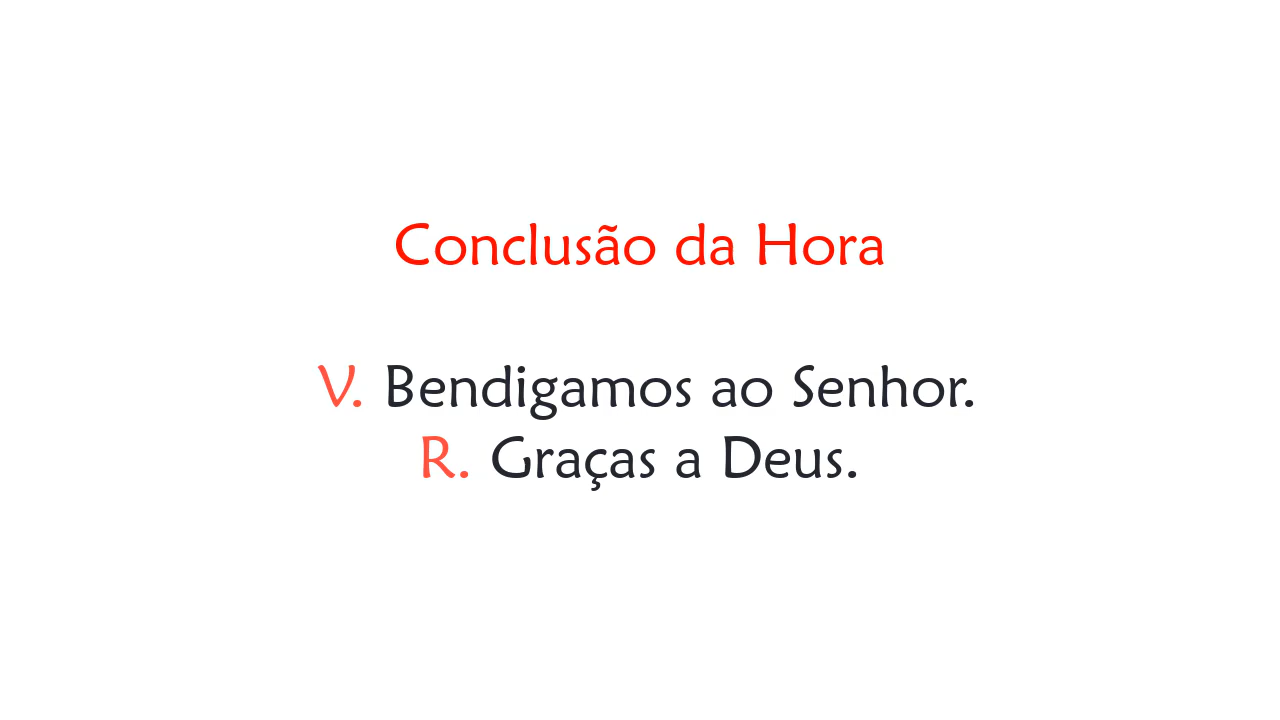 Conclusão da Hora
V. Bendigamos ao Senhor.
R. Graças a Deus.